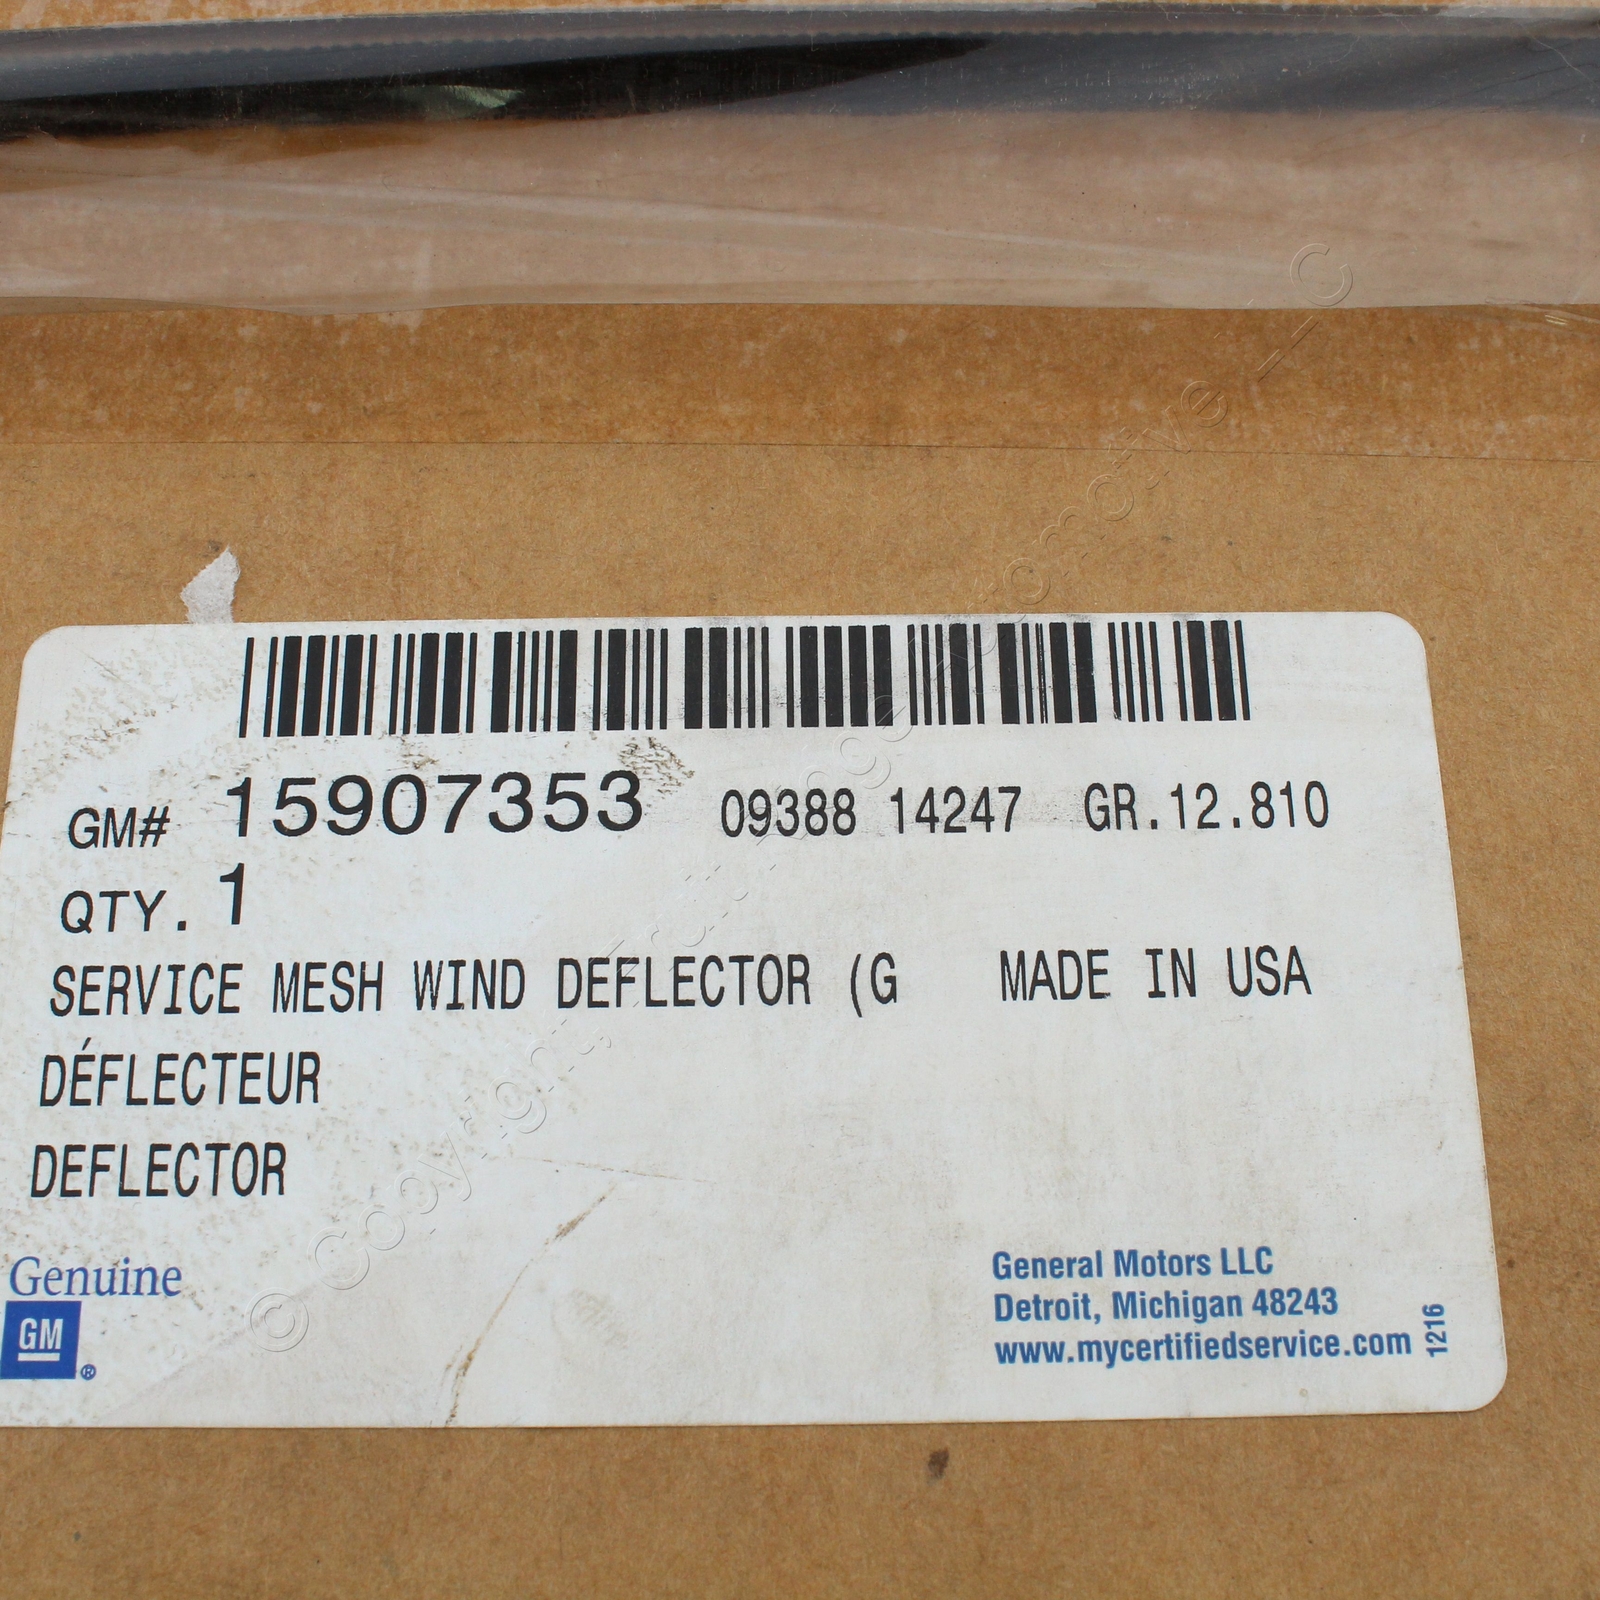 GM# 15907353 09388 14247 GR.12.810
QTY. 1
SERVICE MESH WIND DEFLECTOR (G MADE IN USA
DÉFLECTEUR
DEFLECTOR
Genuine
GM®
General Motors LLC
Detroit, Michigan 48243
www.mycertifiedservice.com
1216
© Copyright,